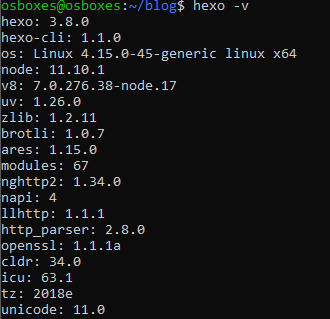 osboxes@osboxes:~/blog$ hexo -v
hexo: 3.8.0
hexo-cli: 1.1.0
os: Linux 4.15.0-45-generic linux x64
node: 11.10.1
v8: 7.0.276.38-node.17
uv: 1.26.0
zlib: 1.2.11
brotli: 1.0.7
ares: 1.15.0
modules: 67
nghttp2: 1.34.0
napi: 4
llhttp: 1.1.1
http_parser: 2.8.0
openssl: 1.1.1a
cldr: 34.0
icu: 63.1
tz: 2018e
unicode: 11.0